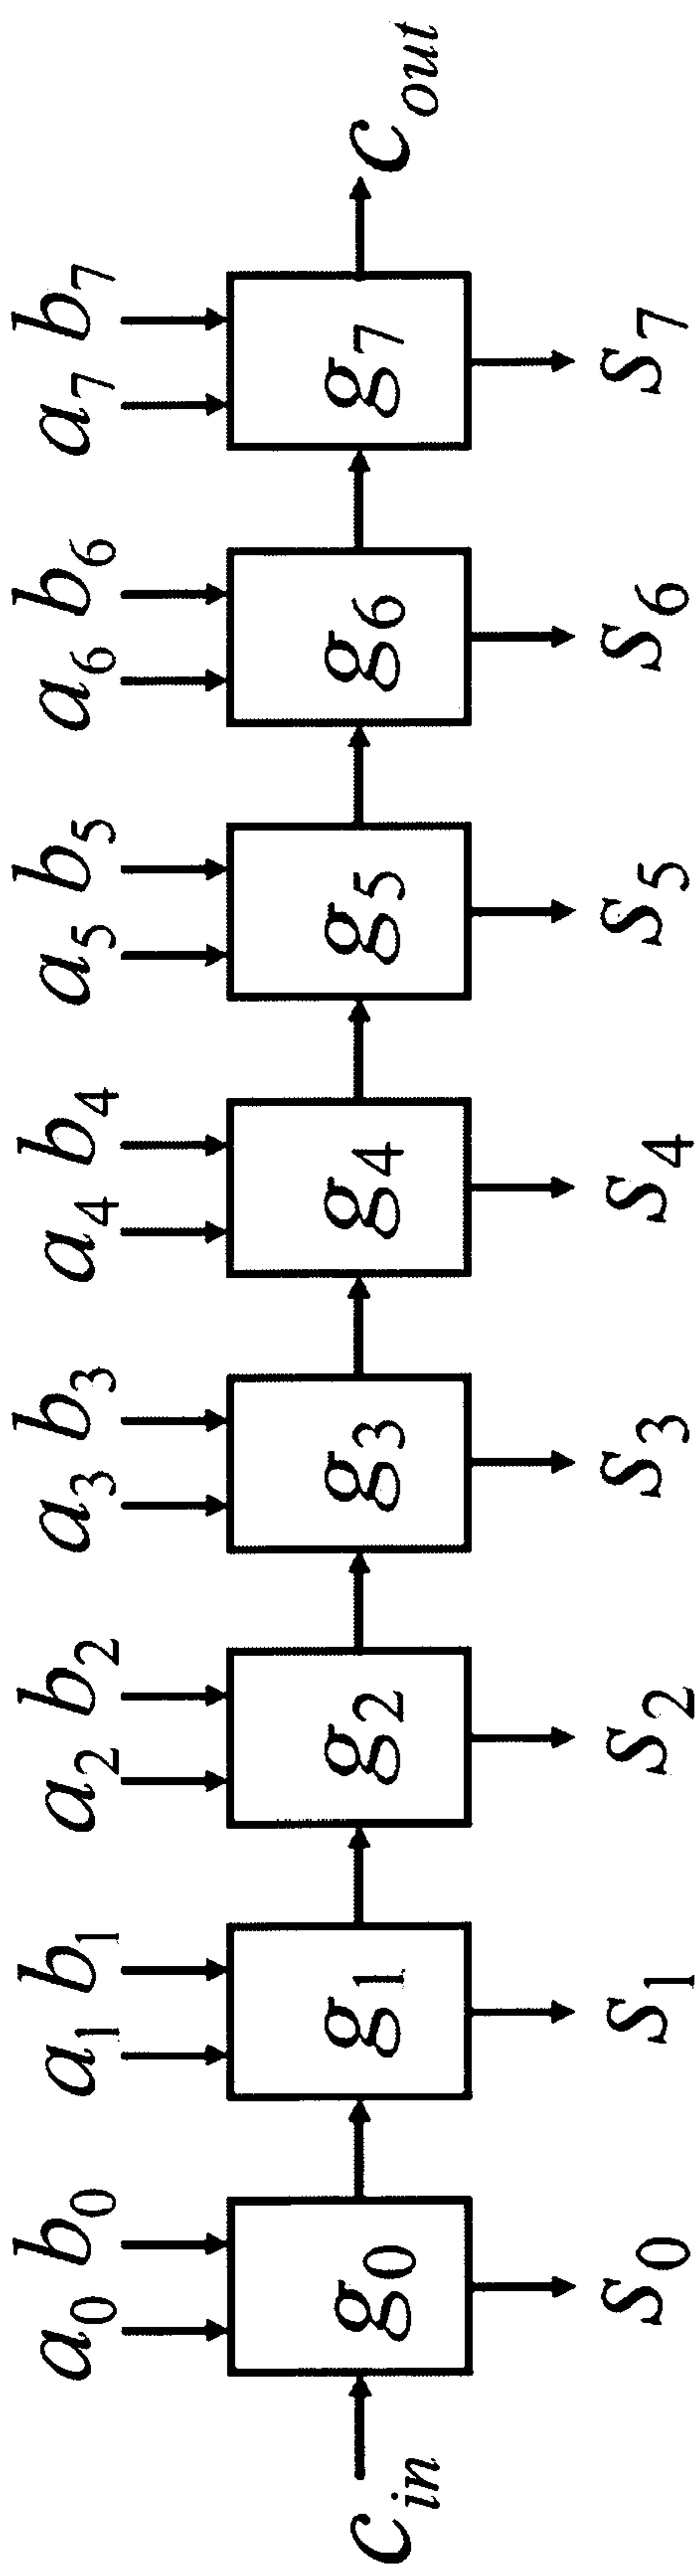 a0 b0 a1 b1 a2 b2 a3 b3 a4 b4 a5 b5 a6 b6 a7 b7
cin g0 g1 g2 g3 g4 g5 g6 g7 cout
s0 s1 s2 s3 s4 s5 s6 s7